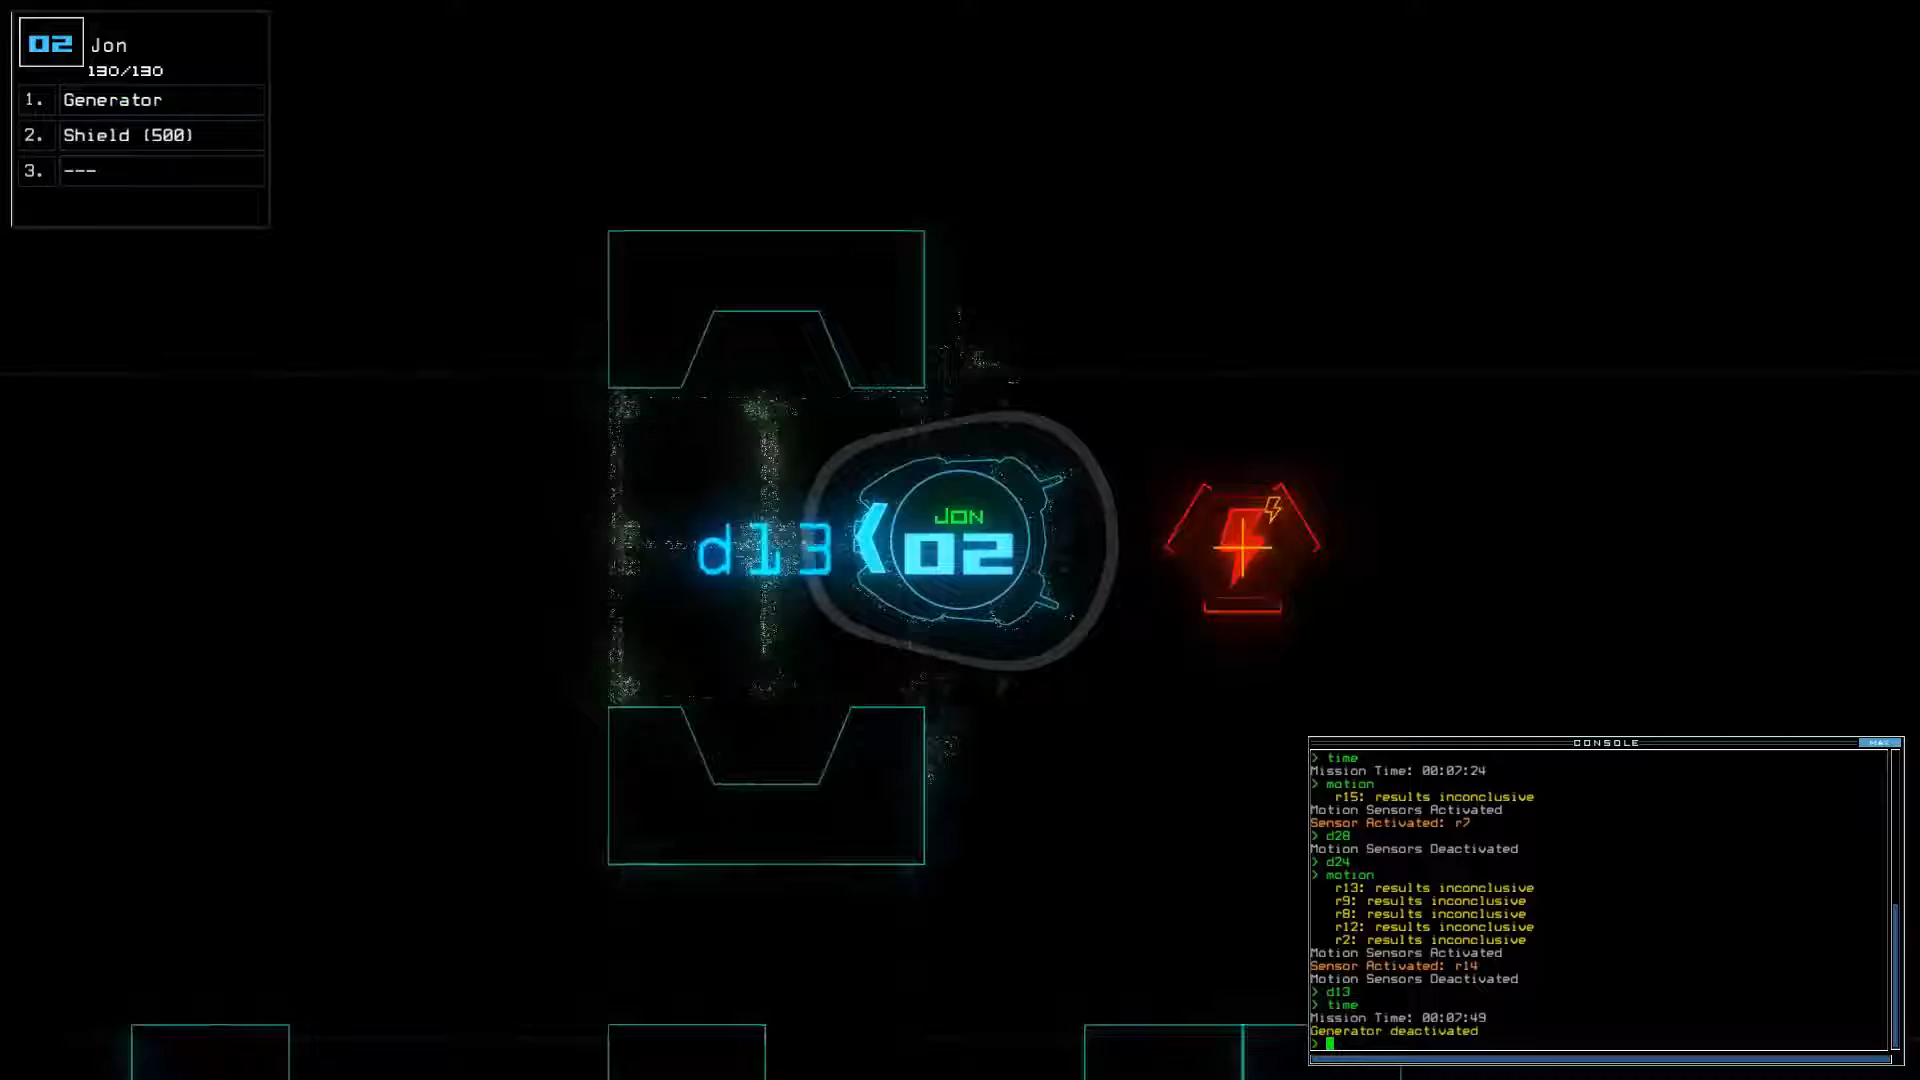 02 Jon
130/130
1. Generator
2. Shield (500)
3. ---
JON
d13 02
CONSOLE
> time
Mission Time: 00:07:24
> motion
r15: results inconclusive
Motion Sensors Activated
Sensor Activated: r7
> d28
Motion Sensors Deactivated
> d24
> motion
r13: results inconclusive
r9: results inconclusive
r8: results inconclusive
r12: results inconclusive
r2: results inconclusive
Motion Sensors Activated
Sensor Activated: r14
Motion Sensors Deactivated
> d13
> time
Mission Time: 00:07:49
Generator deactivated
>